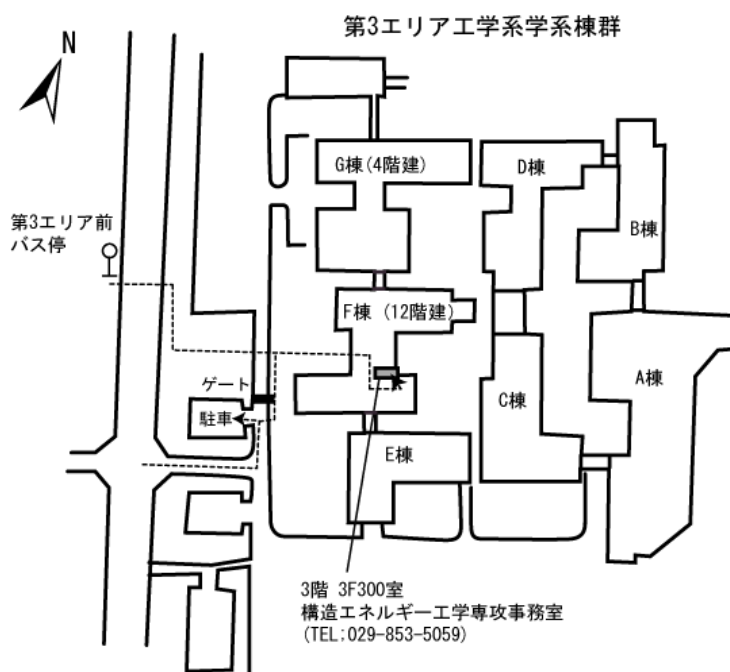 第3エリア工学系学系棟群
N
G棟(4階建)
D棟
B棟
第3エリア前
バス停
F棟 (12階建)
ゲート
駐車
A棟
C棟
E棟
3階 3F300室
構造エネルギー工学専攻事務室
(TEL:029-853-5059)